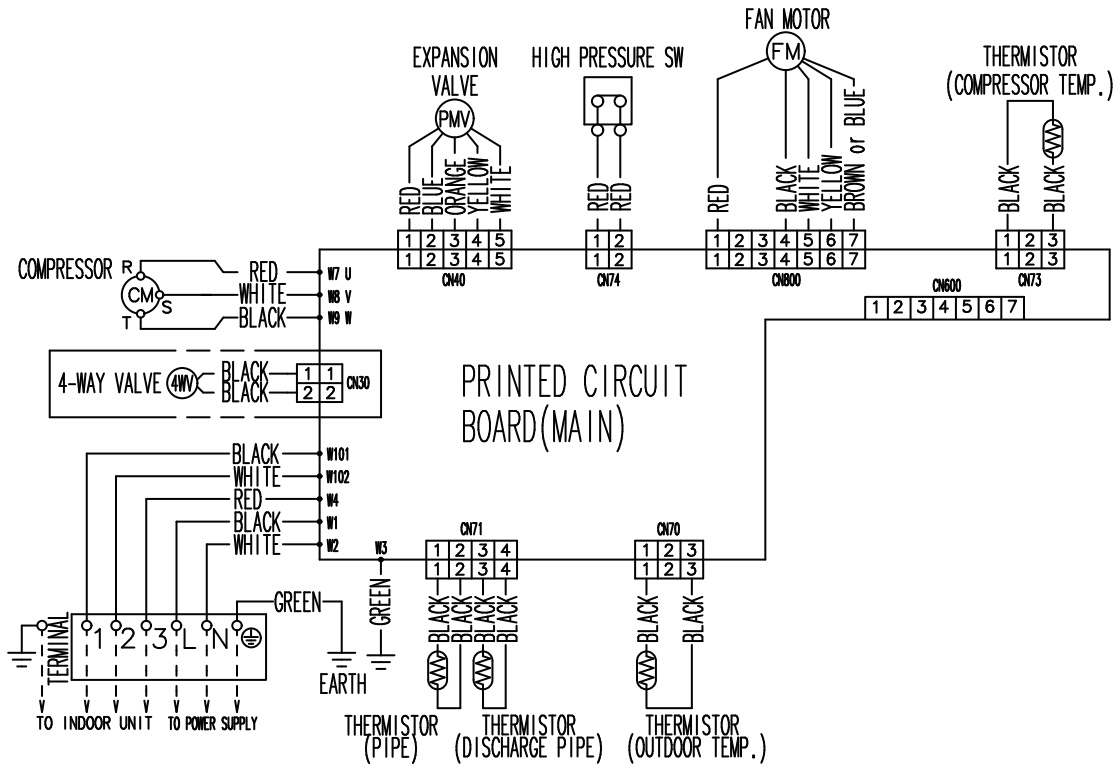 FAN MOTOR
FM
EXPANSION
VALVE
PMV
HIGH PRESSURE SW
THERMISTOR
(COMPRESSOR TEMP.)
RED
BLUE
ORANGE
YELLOW
WHITE
RED
RED
RED
BLACK
WHITE
YELLOW
BROWN or BLUE
BLACK
BLACK
1 2 3 4 5
1 2 3 4 5
CN40
1 2
1 2
CN74
1 2 3 4 5 6 7
1 2 3 4 5 6 7
CN800
1 2 3
1 2 3
CN73
CN600
1 2 3 4 5 6 7
COMPRESSOR
R
CM
S
T
RED
W7 U
WHITE
W8 V
BLACK
W9 W
4-WAY VALVE
4WV
BLACK
BLACK
1 1
2 2
CN30
PRINTED CIRCUIT
BOARD(MAIN)
BLACK
W101
WHITE
W102
RED
W4
BLACK
W1
WHITE
W2
W3
GREEN
CN71
1 2 3 4
1 2 3 4
BLACK
BLACK
BLACK
BLACK
CN70
1 2 3
1 2 3
BLACK
BLACK
GREEN
TERMINAL
1 2 3 L N
EARTH
TO INDOOR UNIT
TO POWER SUPPLY
THERMISTOR
(PIPE)
THERMISTOR
(DISCHARGE PIPE)
THERMISTOR
(OUTDOOR TEMP.)